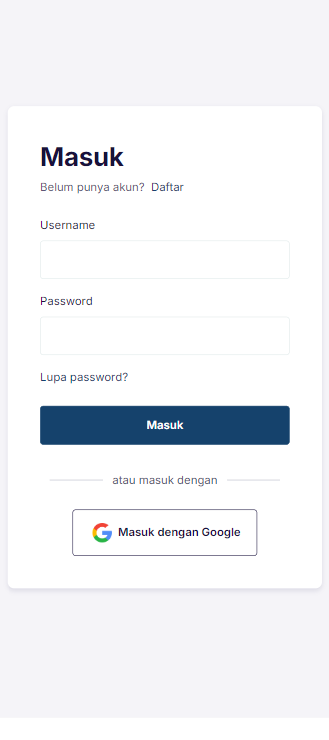 Masuk
Belum punya akun? Daftar
Username
Password
Lupa password?
Masuk
atau masuk dengan
Masuk dengan Google